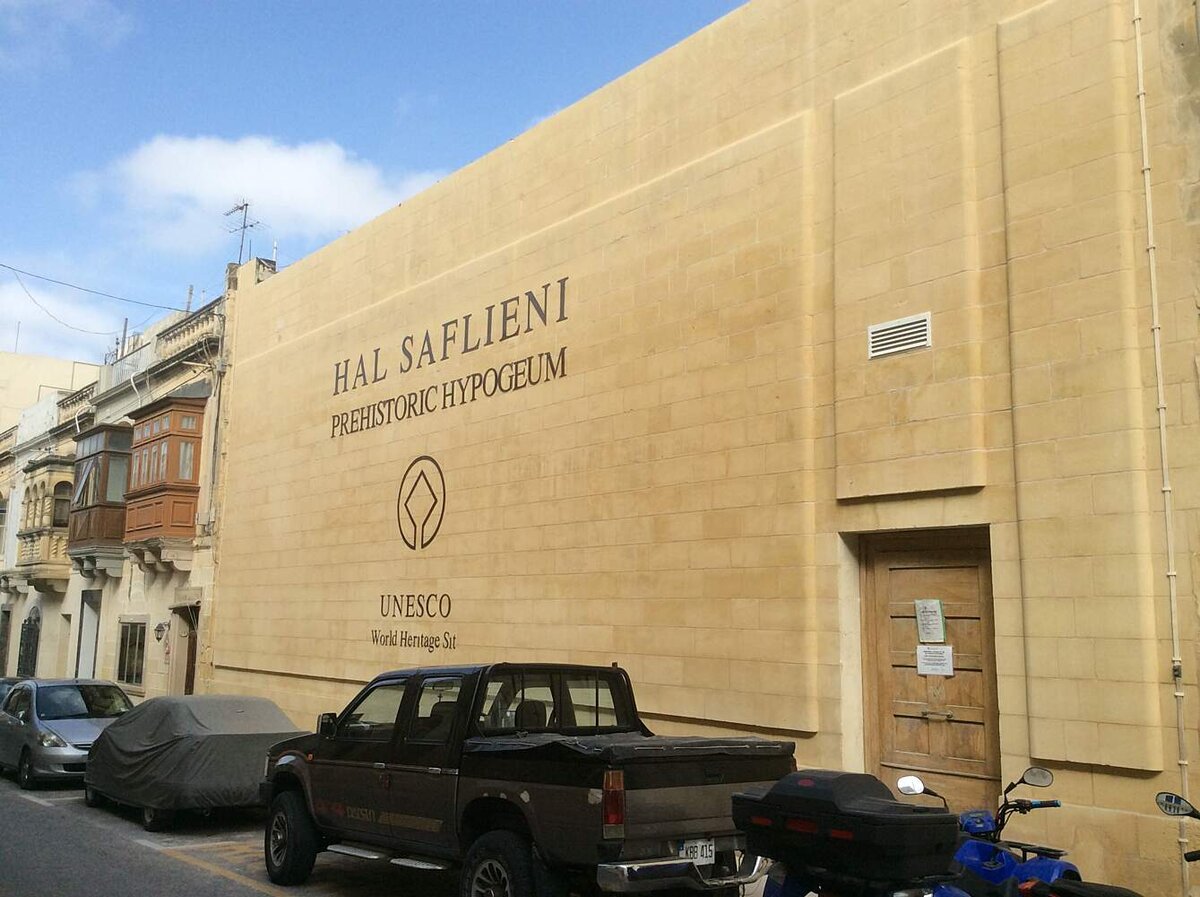 HAL SAFLIENI
PREHISTORIC HYPOGEUM
UNESCO
World Heritage Sit
KBB 415